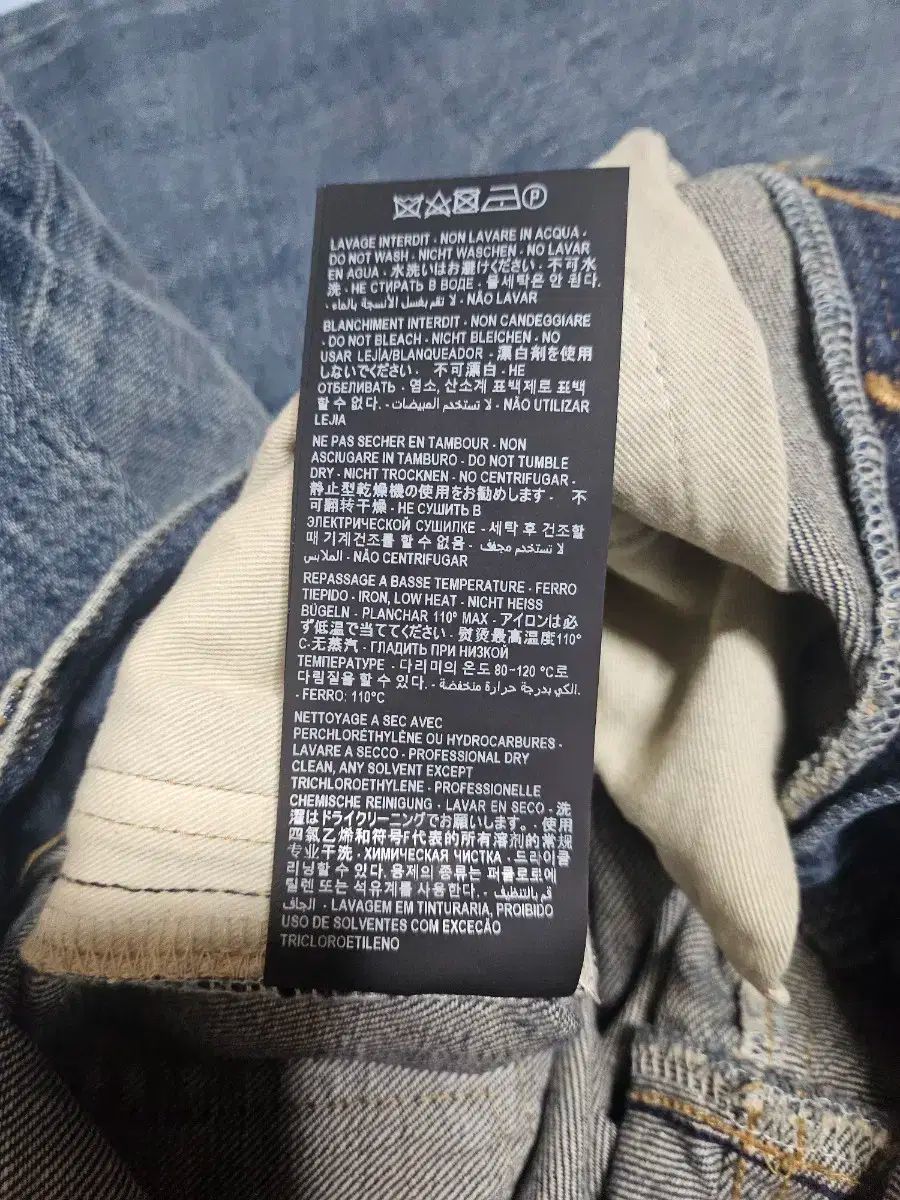 P
LAVAGE INTERDIT - NON LAVARE IN ACQUA -
DO NOT WASH - NICHT WASCHEN - NO LAVAR
EN AGUA - 水洗いはお避けください - 不可水
洗 - НЕ СТИРАТЬ В ВОДЕ - 물세탁은 안 된다.
- لا تقم بغسل الأنسجة بالماء - NÃO LAVAR
BLANCHIMENT INTERDIT - NON CANDEGGIARE
- DO NOT BLEACH - NICHT BLEICHEN - NO
USAR LEJÍA/BLANQUEADOR - 漂白剤を使用
しないでください - 不可漂白 - НЕ
ОТБЕЛИВАТЬ - 염소, 산소계 표백제로 표백
할 수 없다. - لا تستخدم المبيضات - NÃO UTILIZAR
LEJIA
NE PAS SECHER EN TAMBOUR - NON
ASCIUGARE IN TAMBURO - DO NOT TUMBLE
DRY - NICHT TROCKNEN - NO CENTRIFUGAR -
静止型乾燥機の使用をお勧めします - 不
可翻转干燥 - НЕ СУШИТЬ В
ЭЛЕКТРИЧЕСКОЙ СУШИЛКЕ - 세탁 후 건조할
때 기계건조를 할 수 없음 - لا تستخدم مجفف
الملابس - NÃO CENTRIFUGAR
REPASSAGE A BASSE TEMPERATURE - FERRO
TIEPIDO - IRON, LOW HEAT - NICHT HEISS
BÜGELN - PLANCHAR 110° MAX - アイロンは必
ず低温で当ててください - 熨烫最高温度110°
C-无蒸汽 - ГЛАДИТЬ ПРИ НИЗКОЙ
ТЕМПЕРАТУРЕ - 다리미의 온도 80~120 °C로
다림질을 할 수 있다. - الكي بدرجة حرارة منخفضة.
- FERRO: 110°C
NETTOYAGE A SEC AVEC
PERCHLORÉTHYLÈNE OU HYDROCARBURES -
LAVARE A SECCO - PROFESSIONAL DRY
CLEAN, ANY SOLVENT EXCEPT
TRICHLOROETHYLENE - PROFESSIONELLE
CHEMISCHE REINIGUNG - LAVAR EN SECO - 洗
濯はドライクリーニングでお願いします。- 使用
四氯乙烯和符号F代表的所有溶剂的常规
专业干洗 - ХИМИЧЕСКАЯ ЧИСТКА - 드라이클
리닝할 수 있다. 용제의 종류는 퍼클로로에
틸렌 또는 석유계를 사용한다. - قم بالتنظيف
الجاف - LAVAGEM EM TINTURARIA, PROIBIDO
USO DE SOLVENTES COM EXCEÇÃO
TRICLOROETILENO